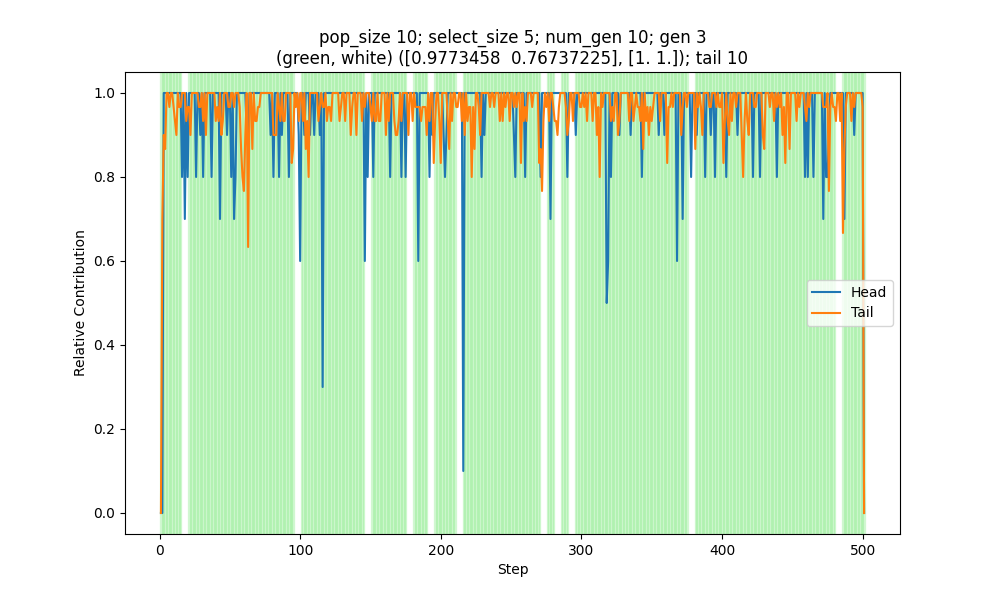 pop_size 10; select_size 5; num_gen 10; gen 3
(green, white) ([0.9773458  0.76737225], [1. 1.]); tail 10
1.0
0.8
0.6
0.4
0.2
0.0
Relative Contribution
Head
Tail
0
100
200
300
400
500
Step